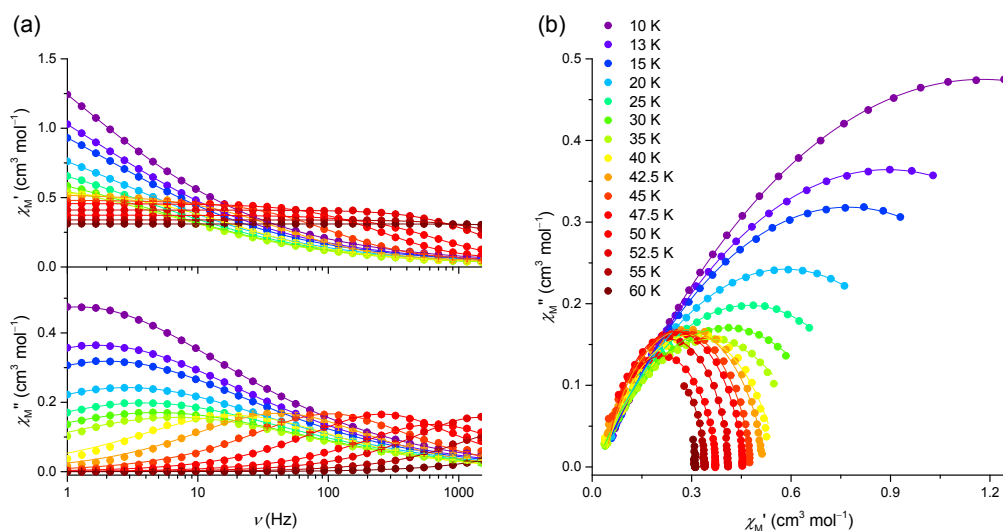 (a)
1.5
1.0
0.5
0.0
χM' (cm³ mol⁻¹)
0.4
0.2
0.0
χM'' (cm³ mol⁻¹)
1 10 100 1000
ν (Hz)
(b)
0.5
0.4
0.3
0.2
0.1
0.0
χM'' (cm³ mol⁻¹)
10 K
13 K
15 K
20 K
25 K
30 K
35 K
40 K
42.5 K
45 K
47.5 K
50 K
52.5 K
55 K
60 K
0.0 0.3 0.6 0.9 1.2
χM' (cm³ mol⁻¹)